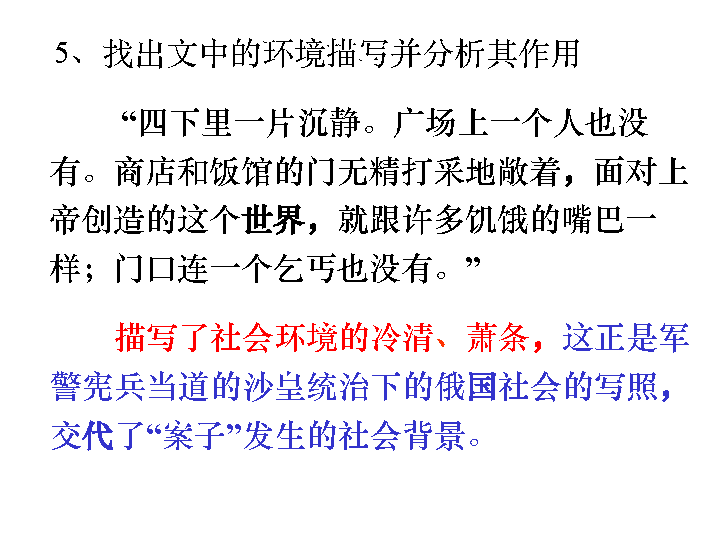 5、找出文中的环境描写并分析其作用
“四下里一片沉静。广场上一个人也没
有。商店和饭馆的门无精打采地敞着，面对上
帝创造的这个世界，就跟许多饥饿的嘴巴一
样；门口连一个乞丐也没有。”
描写了社会环境的冷清、萧条，这正是军
警宪兵当道的沙皇统治下的俄国社会的写照，
交代了“案子”发生的社会背景。